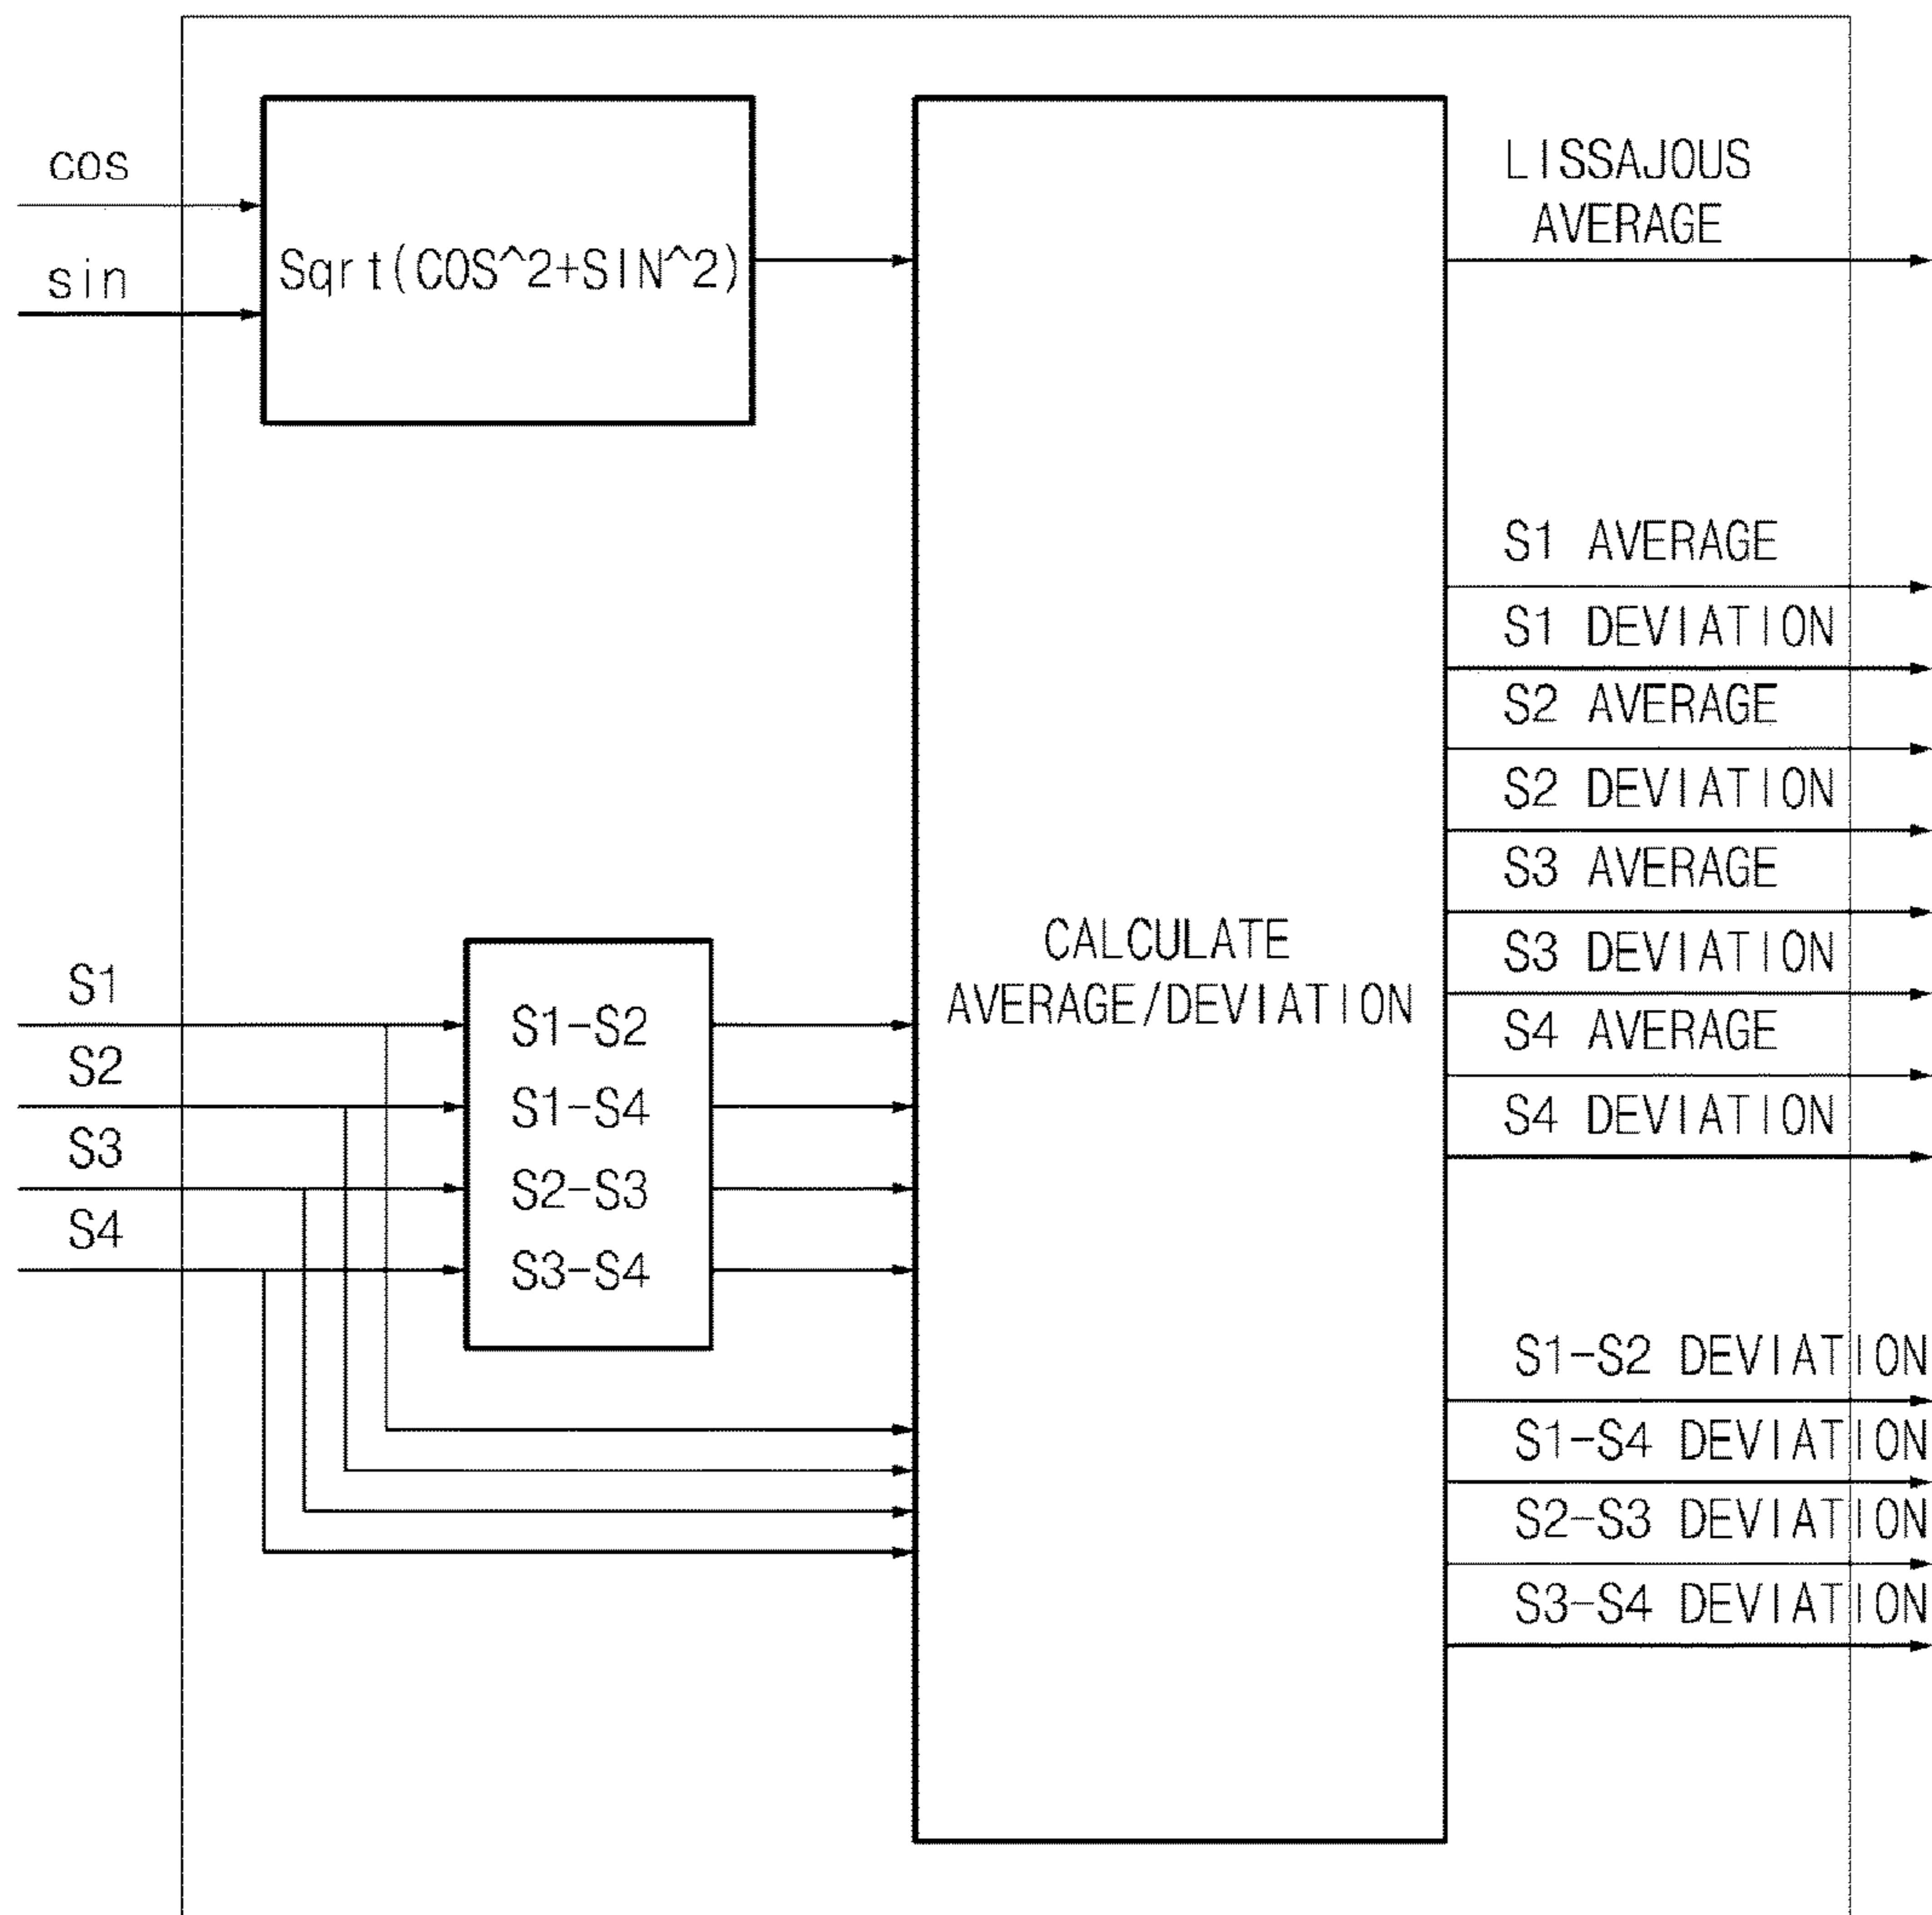 cos
sin
Sqrt(COS^2+SIN^2)
LISSAJOUS
AVERAGE
S1
S2
S3
S4
S1-S2
S1-S4
S2-S3
S3-S4
CALCULATE
AVERAGE/DEVIATION
S1 AVERAGE
S1 DEVIATION
S2 AVERAGE
S2 DEVIATION
S3 AVERAGE
S3 DEVIATION
S4 AVERAGE
S4 DEVIATION
S1-S2 DEVIATION
S1-S4 DEVIATION
S2-S3 DEVIATION
S3-S4 DEVIATION